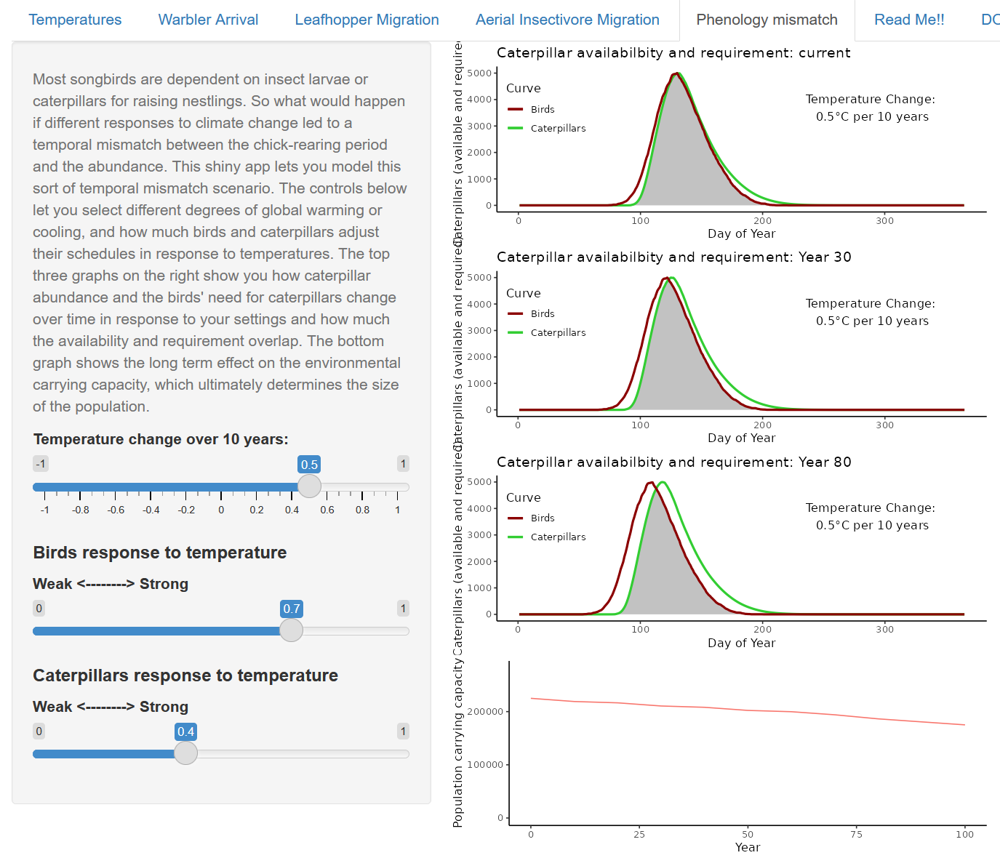 Temperatures
Warbler Arrival
Leafhopper Migration
Aerial Insectivore Migration
Phenology mismatch
Read Me!!
Most songbirds are dependent on insect larvae or
caterpillars for raising nestlings. So what would happen
if different responses to climate change led to a
temporal mismatch between the chick-rearing period
and the abundance. This shiny app lets you model this
sort of temporal mismatch scenario. The controls below
let you select different degrees of global warming or
cooling, and how much birds and caterpillars adjust
their schedules in response to temperatures. The top
three graphs on the right show you how caterpillar
abundance and the birds' need for caterpillars change
over time in response to your settings and how much
the availability and requirement overlap. The bottom
graph shows the long term effect on the environmental
carrying capacity, which ultimately determines the size
of the population.
Temperature change over 10 years:
-1
0.5
1
-1 -0.8 -0.6 -0.4 -0.2 0 0.2 0.4 0.6 0.8 1
Birds response to temperature
Weak <--------> Strong
0
0.7
1
Caterpillars response to temperature
Weak <--------> Strong
0
0.4
1
Caterpillar availabilbity and requirement: current
Caterpillars (available and required)
5000
4000
3000
2000
1000
0
Curve
Birds
Caterpillars
Temperature Change:
0.5°C per 10 years
0 100 200 300
Day of Year
Caterpillar availabilbity and requirement: Year 30
Caterpillars (available and required)
5000
4000
3000
2000
1000
0
Curve
Birds
Caterpillars
Temperature Change:
0.5°C per 10 years
0 100 200 300
Day of Year
Caterpillar availabilbity and requirement: Year 80
Caterpillars (available and required)
5000
4000
3000
2000
1000
0
Curve
Birds
Caterpillars
Temperature Change:
0.5°C per 10 years
0 100 200 300
Day of Year
Population carrying capacity
200000
100000
0
0 25 50 75 100
Year